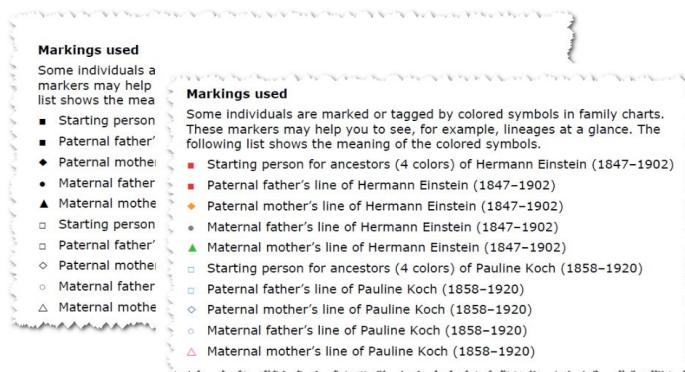 Markings used
Some individuals a
markers may help
list shows the mea
■ Starting person
■ Paternal father'
◆ Paternal mothe
● Maternal father
▲ Maternal mothe
□ Starting person
□ Paternal father'
◇ Paternal mothe
○ Maternal father
△ Maternal mothe
Markings used
Some individuals are marked or tagged by colored symbols in family charts.
These markers may help you to see, for example, lineages at a glance. The
following list shows the meaning of the colored symbols.
■ Starting person for ancestors (4 colors) of Hermann Einstein (1847–1902)
■ Paternal father's line of Hermann Einstein (1847–1902)
◆ Paternal mother's line of Hermann Einstein (1847–1902)
● Maternal father's line of Hermann Einstein (1847–1902)
▲ Maternal mother's line of Hermann Einstein (1847–1902)
□ Starting person for ancestors (4 colors) of Pauline Koch (1858–1920)
□ Paternal father's line of Pauline Koch (1858–1920)
◇ Paternal mother's line of Pauline Koch (1858–1920)
○ Maternal father's line of Pauline Koch (1858–1920)
△ Maternal mother's line of Pauline Koch (1858–1920)